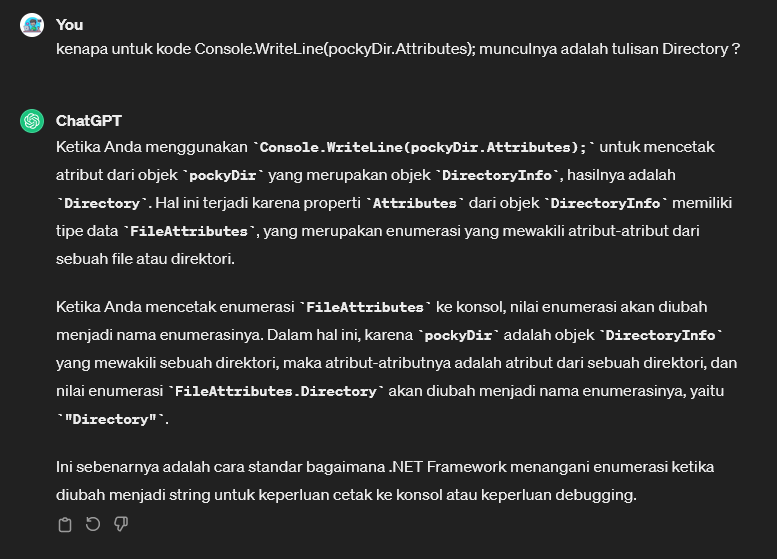 You
kenapa untuk kode Console.WriteLine(pockyDir.Attributes); munculnya adalah tulisan Directory ?
ChatGPT
Ketika Anda menggunakan `Console.WriteLine(pockyDir.Attributes);` untuk mencetak
atribut dari objek `pockyDir` yang merupakan objek `DirectoryInfo`, hasilnya adalah
`Directory`. Hal ini terjadi karena properti `Attributes` dari objek `DirectoryInfo` memiliki
tipe data `FileAttributes`, yang merupakan enumerasi yang mewakili atribut-atribut dari
sebuah file atau direktori.
Ketika Anda mencetak enumerasi `FileAttributes` ke konsol, nilai enumerasi akan diubah
menjadi nama enumerasinya. Dalam hal ini, karena `pockyDir` adalah objek `DirectoryInfo`
yang mewakili sebuah direktori, maka atribut-atributnya adalah atribut dari sebuah direktori, dan
nilai enumerasi `FileAttributes.Directory` akan diubah menjadi nama enumerasinya, yaitu
`"Directory"`.
Ini sebenarnya adalah cara standar bagaimana .NET Framework menangani enumerasi ketika
diubah menjadi string untuk keperluan cetak ke konsol atau keperluan debugging.